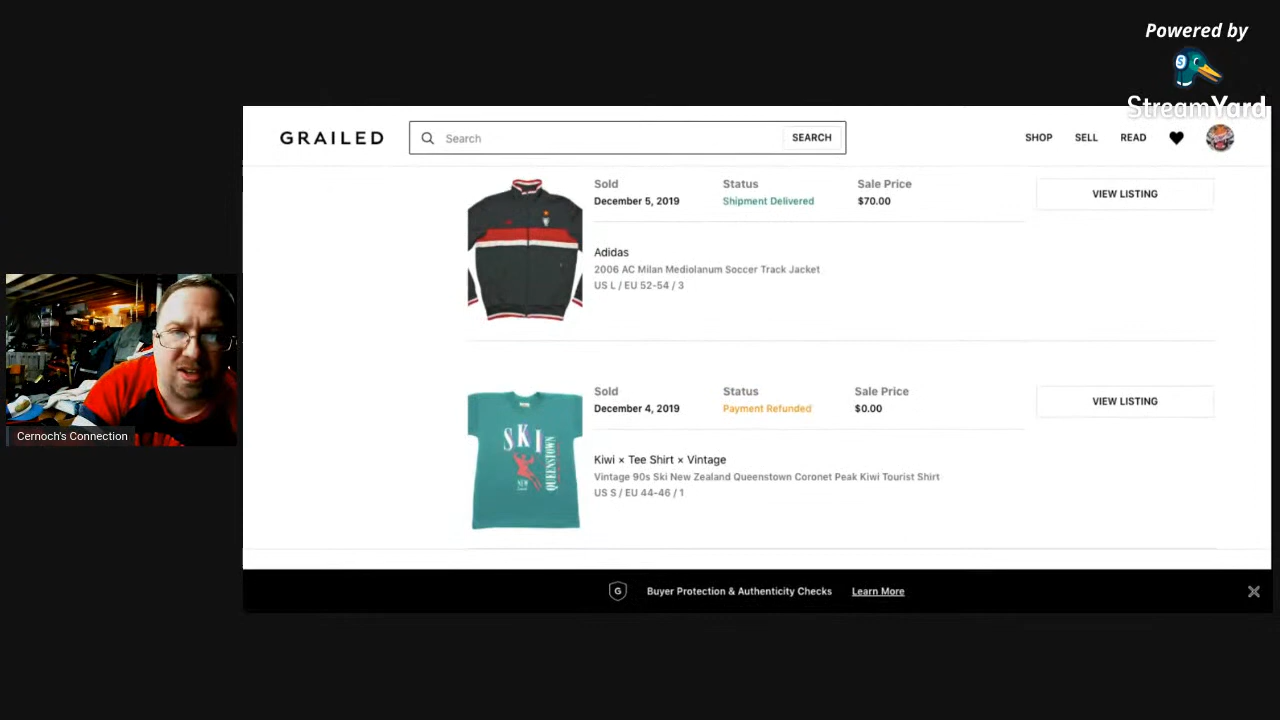 Powered by
StreamYard
GRAILED
Search
SEARCH
SHOP
SELL
READ
Sold
Status
Sale Price
December 5, 2019
Shipment Delivered
$70.00
VIEW LISTING
Adidas
2006 AC Milan Mediolanum Soccer Track Jacket
US L / EU 52-54 / 3
Sold
Status
Sale Price
December 4, 2019
Payment Refunded
$0.00
VIEW LISTING
SKI
QUEENSTOWN
NEW
Kiwi × Tee Shirt × Vintage
Vintage 90s Ski New Zealand Queenstown Coronet Peak Kiwi Tourist Shirt
US S / EU 44-46 / 1
Cernoch's Connection
G
Buyer Protection & Authenticity Checks
Learn More